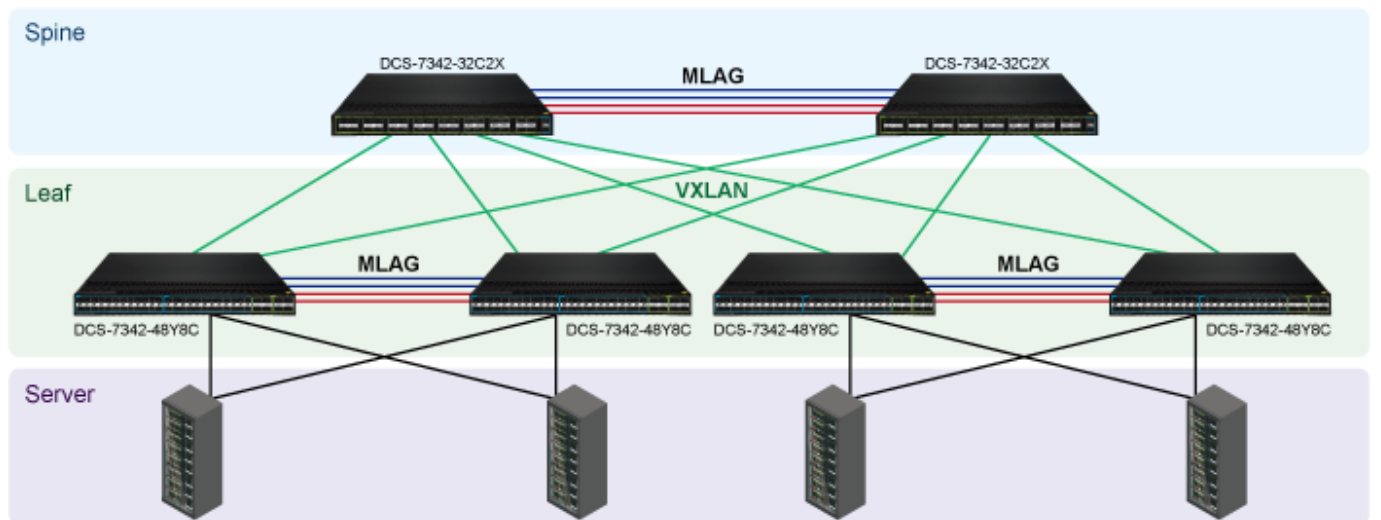 Spine
DCS-7342-32C2X
DCS-7342-32C2X
MLAG
Leaf
VXLAN
MLAG
MLAG
DCS-7342-48Y8C
DCS-7342-48Y8C
DCS-7342-48Y8C
DCS-7342-48Y8C
Server